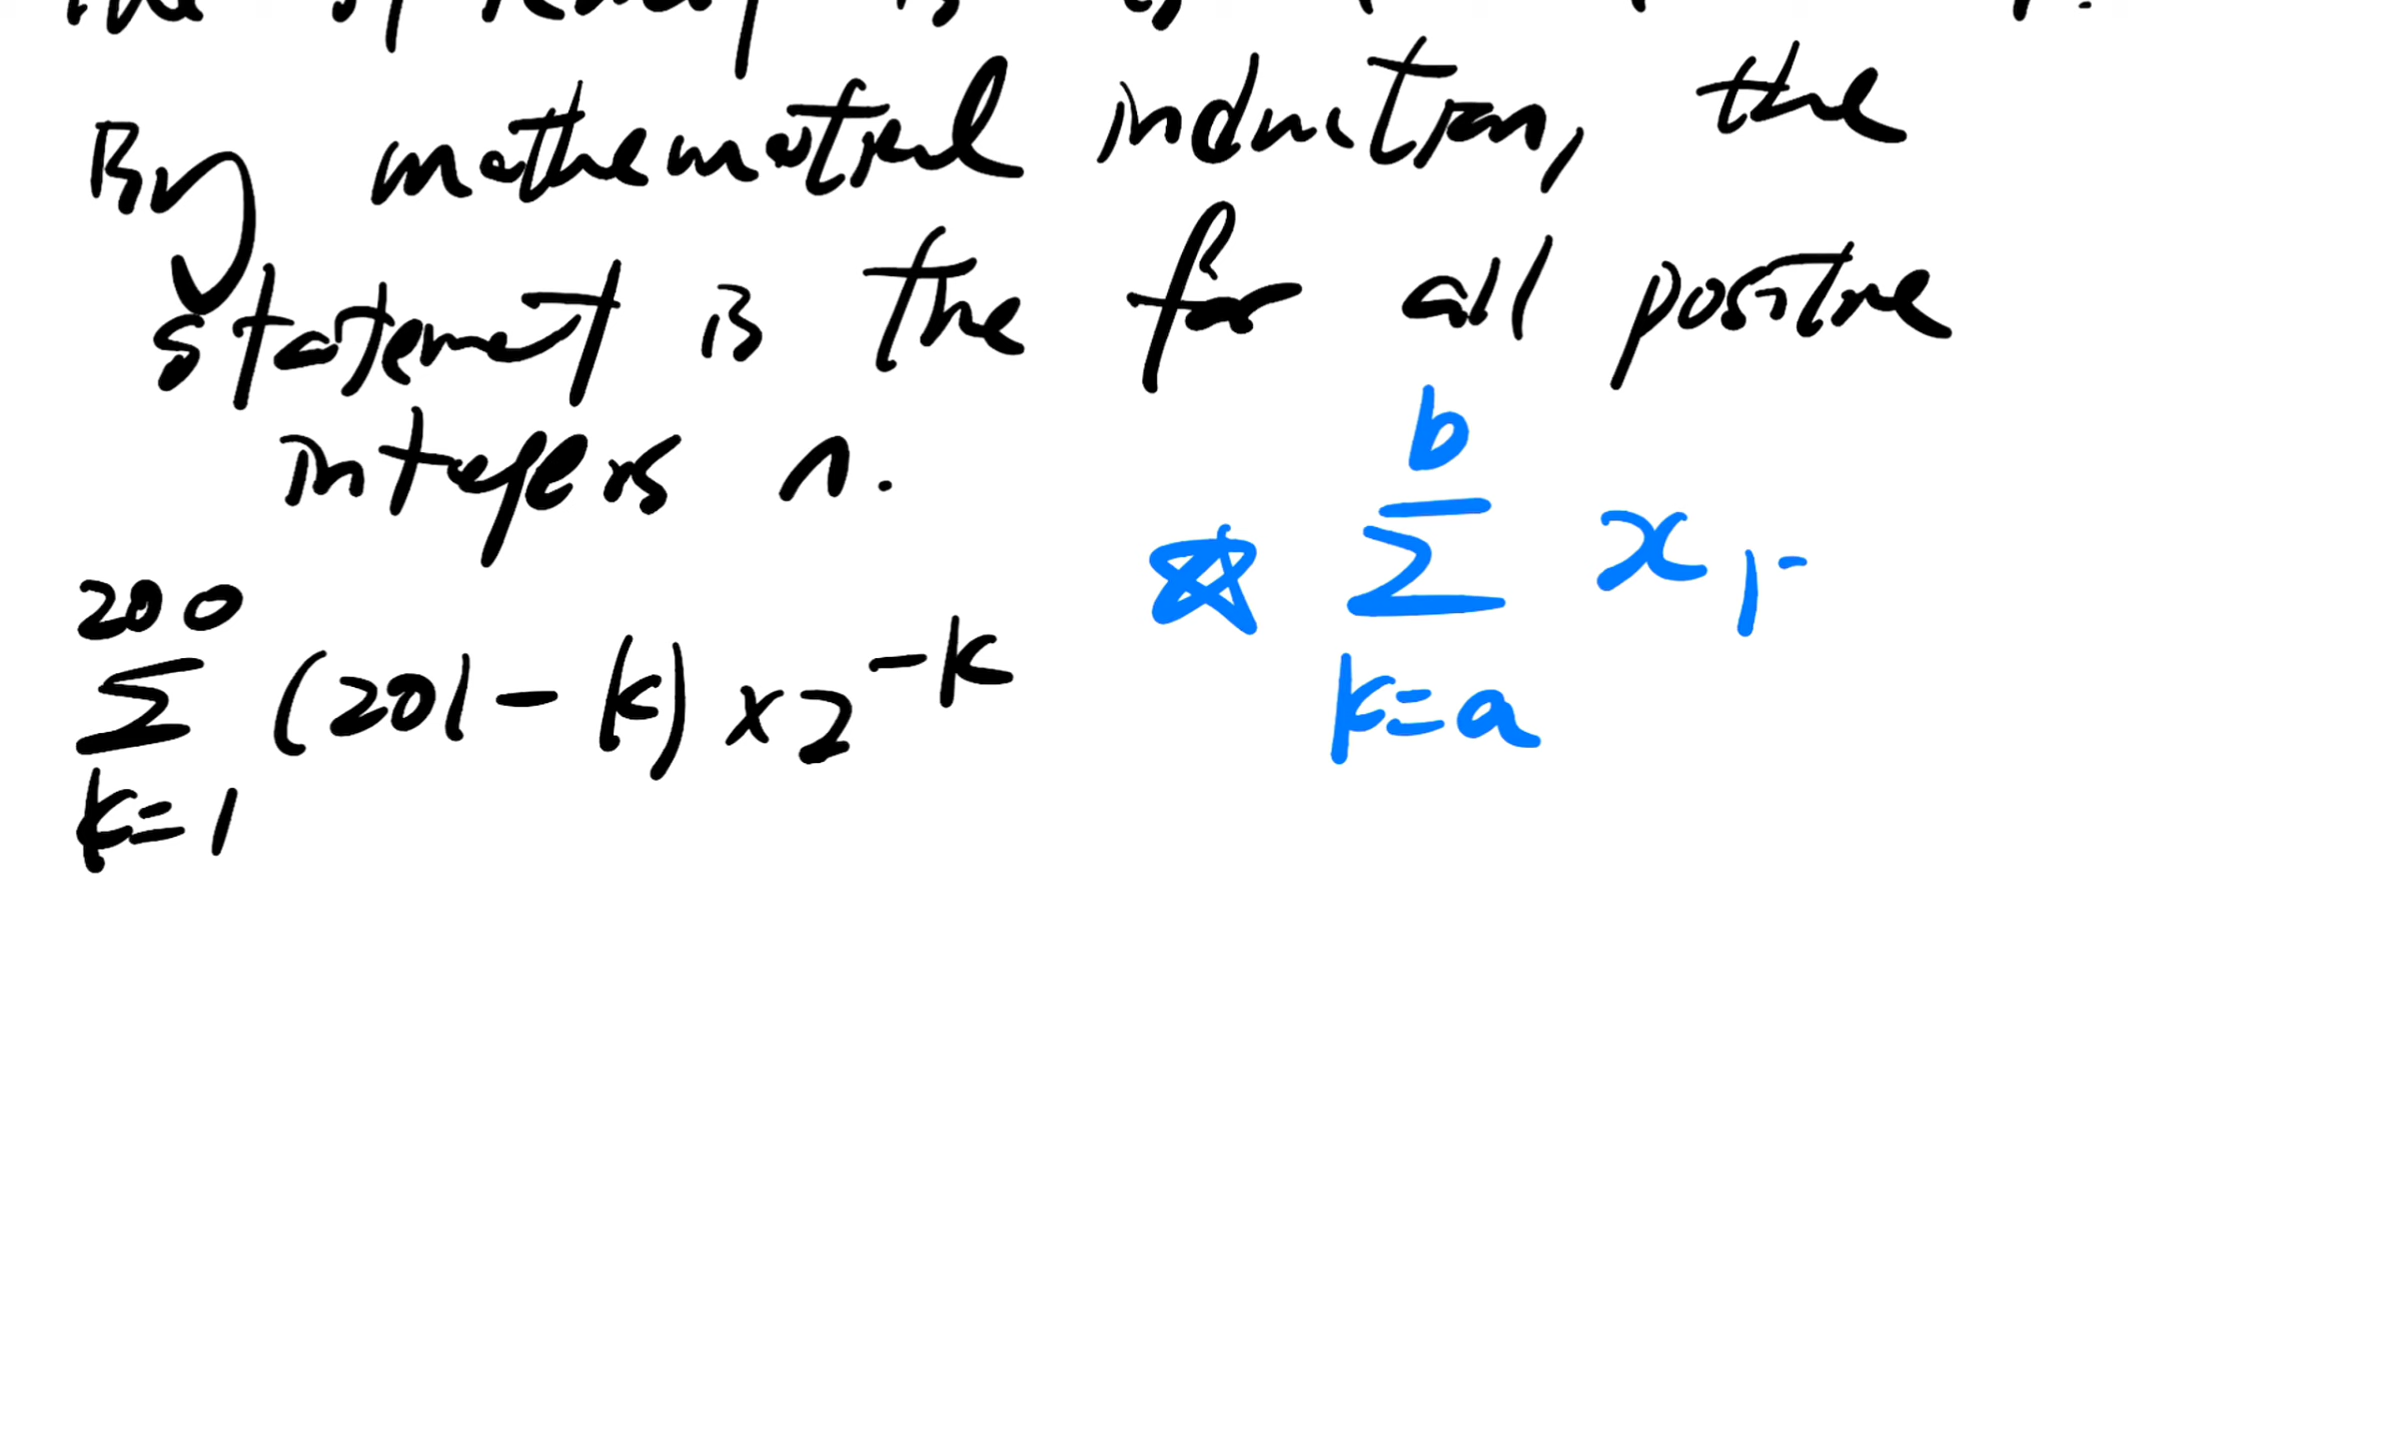 By mathematical induction, the
statement is true for all positive
integers n.
200
Σ (201-k) × 2^-k
k=1
b
Σ x
k=a